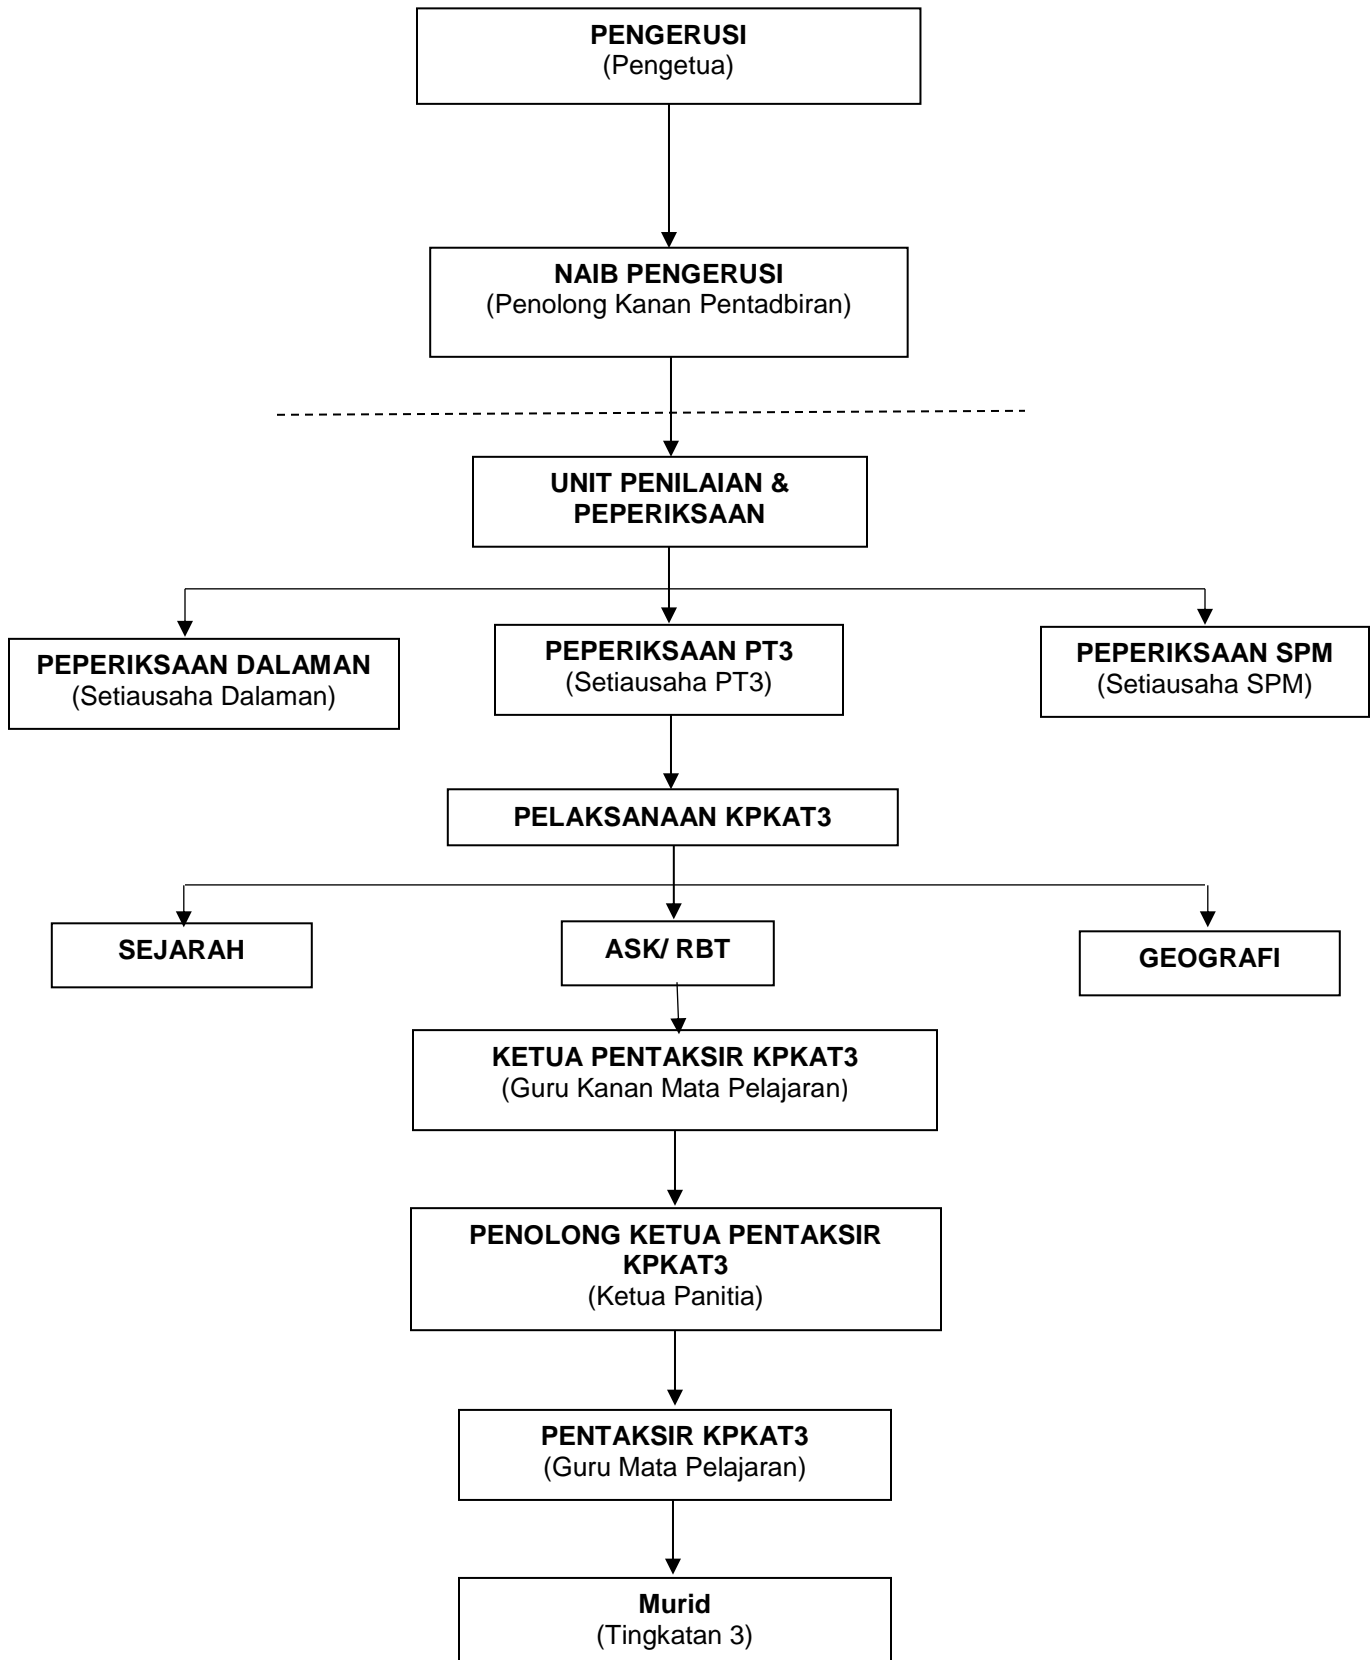 PENGERUSI
(Pengetua)
NAIB PENGERUSI
(Penolong Kanan Pentadbiran)
UNIT PENILAIAN &
PEPERIKSAAN
PEPERIKSAAN DALAMAN
(Setiausaha Dalaman)
PEPERIKSAAN PT3
(Setiausaha PT3)
PEPERIKSAAN SPM
(Setiausaha SPM)
PELAKSANAAN KPKAT3
SEJARAH
ASK/ RBT
GEOGRAFI
KETUA PENTAKSIR KPKAT3
(Guru Kanan Mata Pelajaran)
PENOLONG KETUA PENTAKSIR
KPKAT3
(Ketua Panitia)
PENTAKSIR KPKAT3
(Guru Mata Pelajaran)
Murid
(Tingkatan 3)